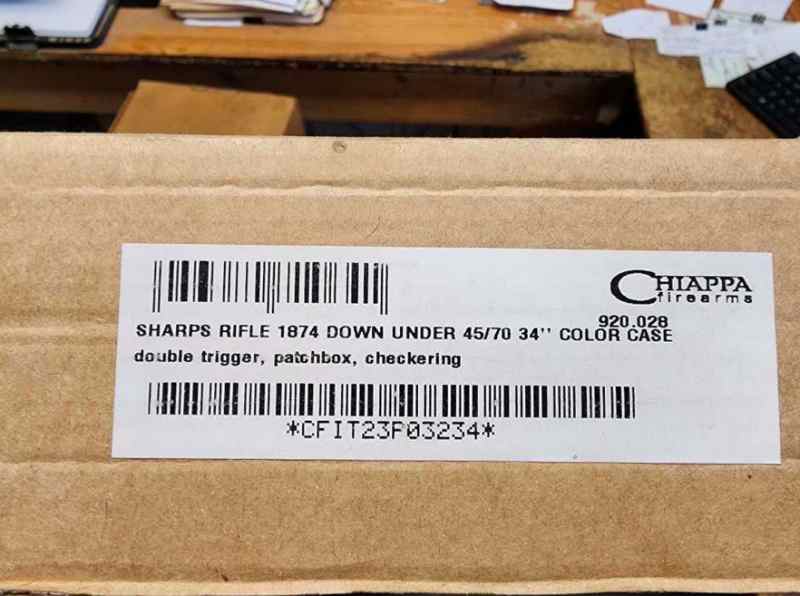 CHIAPPA
firearms
920.028
SHARPS RIFLE 1874 DOWN UNDER 45/70 34'' COLOR CASE
double trigger, patchbox, checkering
*CFIT23P03234*